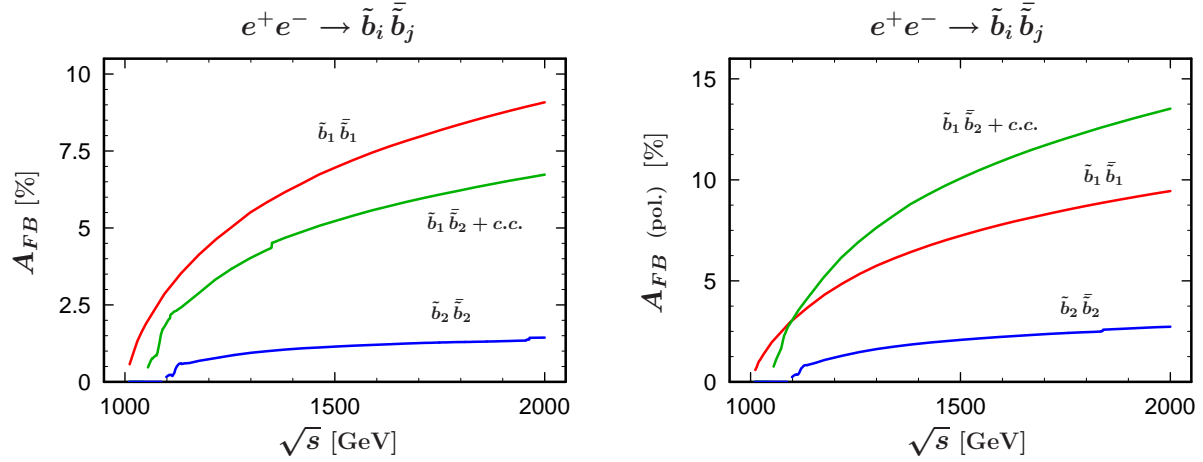 e⁺e⁻ → b̃ᵢ b̃̄ⱼ
A_FB [%]
10
7.5
5
2.5
0
b̃₁ b̃̄₁
b̃₁ b̃̄₂ + c.c.
b̃₂ b̃̄₂
1000 1500 2000
√s [GeV]
e⁺e⁻ → b̃ᵢ b̃̄ⱼ
A_FB (pol.) [%]
15
10
5
0
b̃₁ b̃̄₂ + c.c.
b̃₁ b̃̄₁
b̃₂ b̃̄₂
1000 1500 2000
√s [GeV]